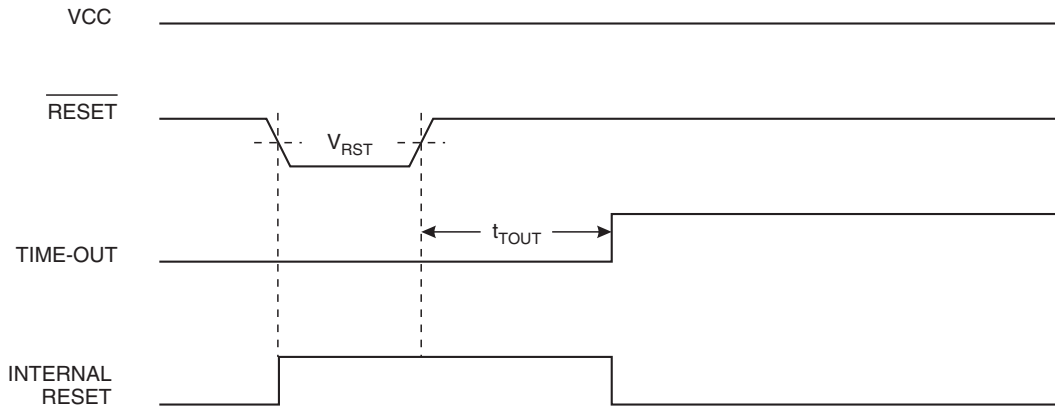 VCC
RESET
VRST
tTOUT
TIME-OUT
INTERNAL
RESET